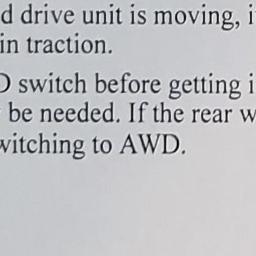 d drive unit is moving, i
in traction.
D switch before getting i
be needed. If the rear w
witching to AWD.